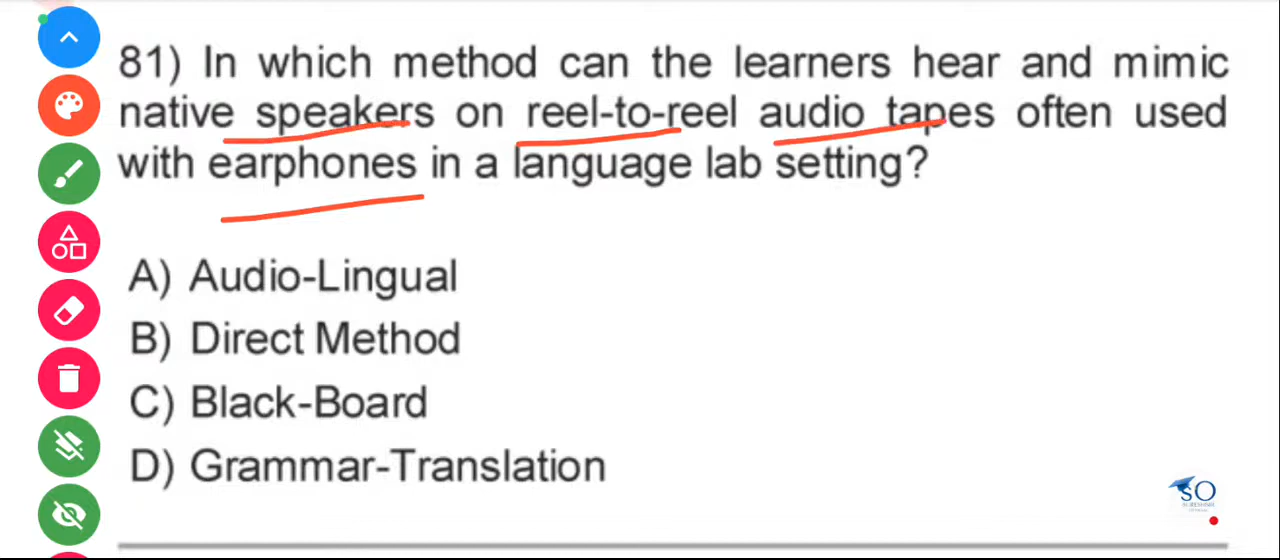 81) In which method can the learners hear and mimic
native speakers on reel-to-reel audio tapes often used
with earphones in a language lab setting?
A) Audio-Lingual
B) Direct Method
C) Black-Board
D) Grammar-Translation
SO